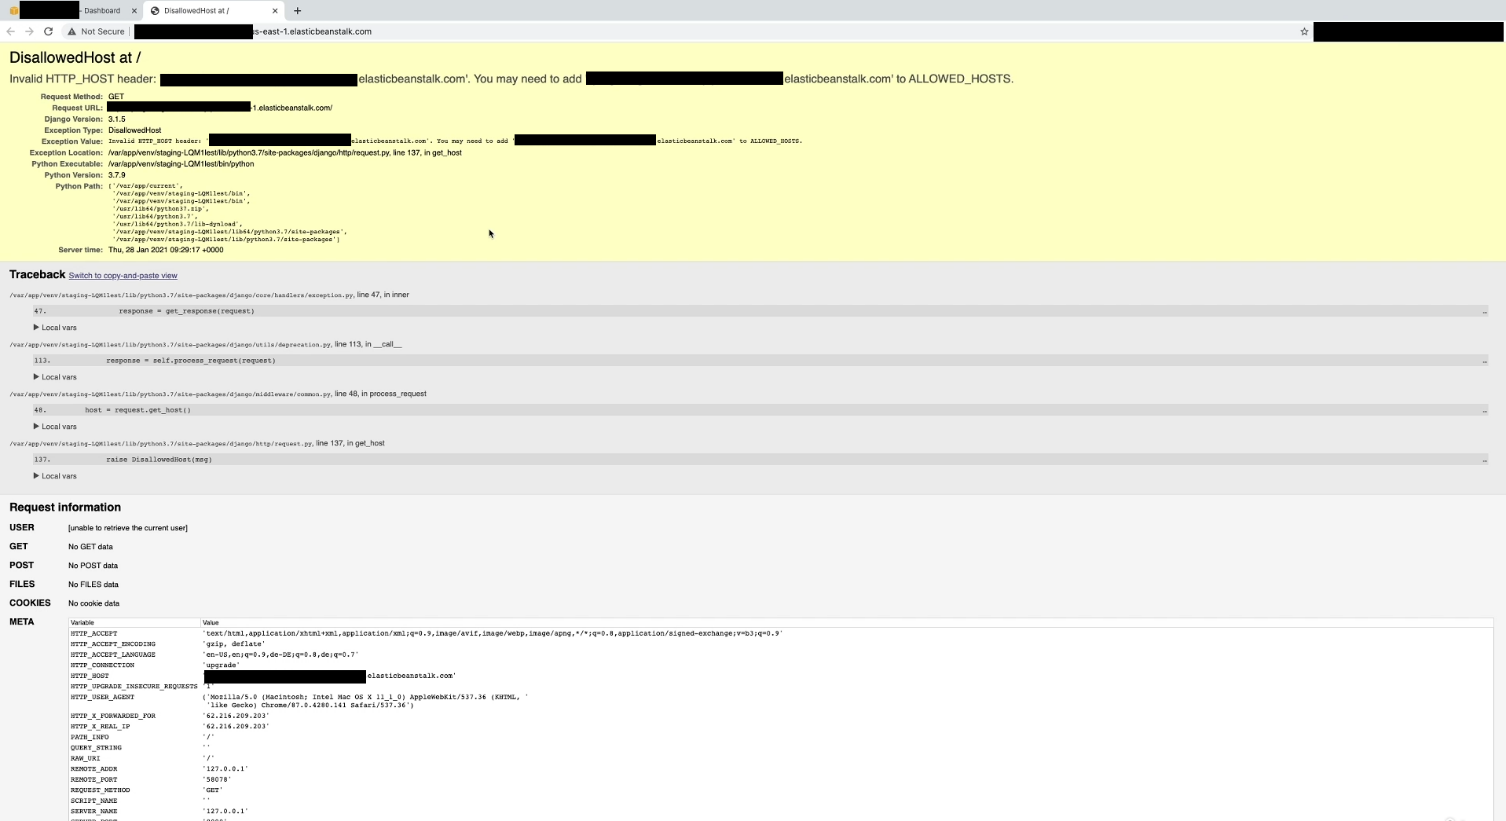 - Dashboard
DisallowedHost at /
Not Secure
us-east-1.elasticbeanstalk.com
DisallowedHost at /
Invalid HTTP_HOST header: elasticbeanstalk.com'. You may need to add elasticbeanstalk.com' to ALLOWED_HOSTS.
Request Method: GET
Request URL: -1.elasticbeanstalk.com/
Django Version: 3.1.5
Exception Type: DisallowedHost
Exception Value: Invalid HTTP_HOST header: ' elasticbeanstalk.com'. You may need to add ' elasticbeanstalk.com' to ALLOWED_HOSTS.
Exception Location: /var/app/venv/staging-LQM1lest/lib/python3.7/site-packages/django/http/request.py, line 137, in get_host
Python Executable: /var/app/venv/staging-LQM1lest/bin/python
Python Version: 3.7.9
Python Path: ['/var/app/current',
'/var/app/venv/staging-LQM1lest/bin',
'/var/app/venv/staging-LQM1lest/bin',
'/usr/lib64/python37.zip',
'/usr/lib64/python3.7',
'/usr/lib64/python3.7/lib-dynload',
'/var/app/venv/staging-LQM1lest/lib64/python3.7/site-packages',
'/var/app/venv/staging-LQM1lest/lib/python3.7/site-packages']
Server time: Thu, 28 Jan 2021 09:29:17 +0000
Traceback Switch to copy-and-paste view
/var/app/venv/staging-LQM1lest/lib/python3.7/site-packages/django/core/handlers/exception.py, line 47, in inner
47. response = get_response(request) …
▶ Local vars
/var/app/venv/staging-LQM1lest/lib/python3.7/site-packages/django/utils/deprecation.py, line 113, in __call__
113. response = self.process_request(request) …
▶ Local vars
/var/app/venv/staging-LQM1lest/lib/python3.7/site-packages/django/middleware/common.py, line 48, in process_request
48. host = request.get_host() …
▶ Local vars
/var/app/venv/staging-LQM1lest/lib/python3.7/site-packages/django/http/request.py, line 137, in get_host
137. raise DisallowedHost(msg) …
▶ Local vars
Request information
USER [unable to retrieve the current user]
GET No GET data
POST No POST data
FILES No FILES data
COOKIES No cookie data
META Variable Value
HTTP_ACCEPT 'text/html,application/xhtml+xml,application/xml;q=0.9,image/avif,image/webp,image/apng,*/*;q=0.8,application/signed-exchange;v=b3;q=0.9'
HTTP_ACCEPT_ENCODING 'gzip, deflate'
HTTP_ACCEPT_LANGUAGE 'en-US,en;q=0.9,de-DE;q=0.8,de;q=0.7'
HTTP_CONNECTION 'upgrade'
HTTP_HOST ' elasticbeanstalk.com'
HTTP_UPGRADE_INSECURE_REQUESTS '1'
HTTP_USER_AGENT ('Mozilla/5.0 (Macintosh; Intel Mac OS X 11_1_0) AppleWebKit/537.36 (KHTML, '
'like Gecko) Chrome/87.0.4280.141 Safari/537.36')
HTTP_X_FORWARDED_FOR '62.216.209.203'
HTTP_X_REAL_IP '62.216.209.203'
PATH_INFO '/'
QUERY_STRING ''
RAW_URI '/'
REMOTE_ADDR '127.0.0.1'
REMOTE_PORT '58078'
REQUEST_METHOD 'GET'
SCRIPT_NAME ''
SERVER_NAME '127.0.0.1'